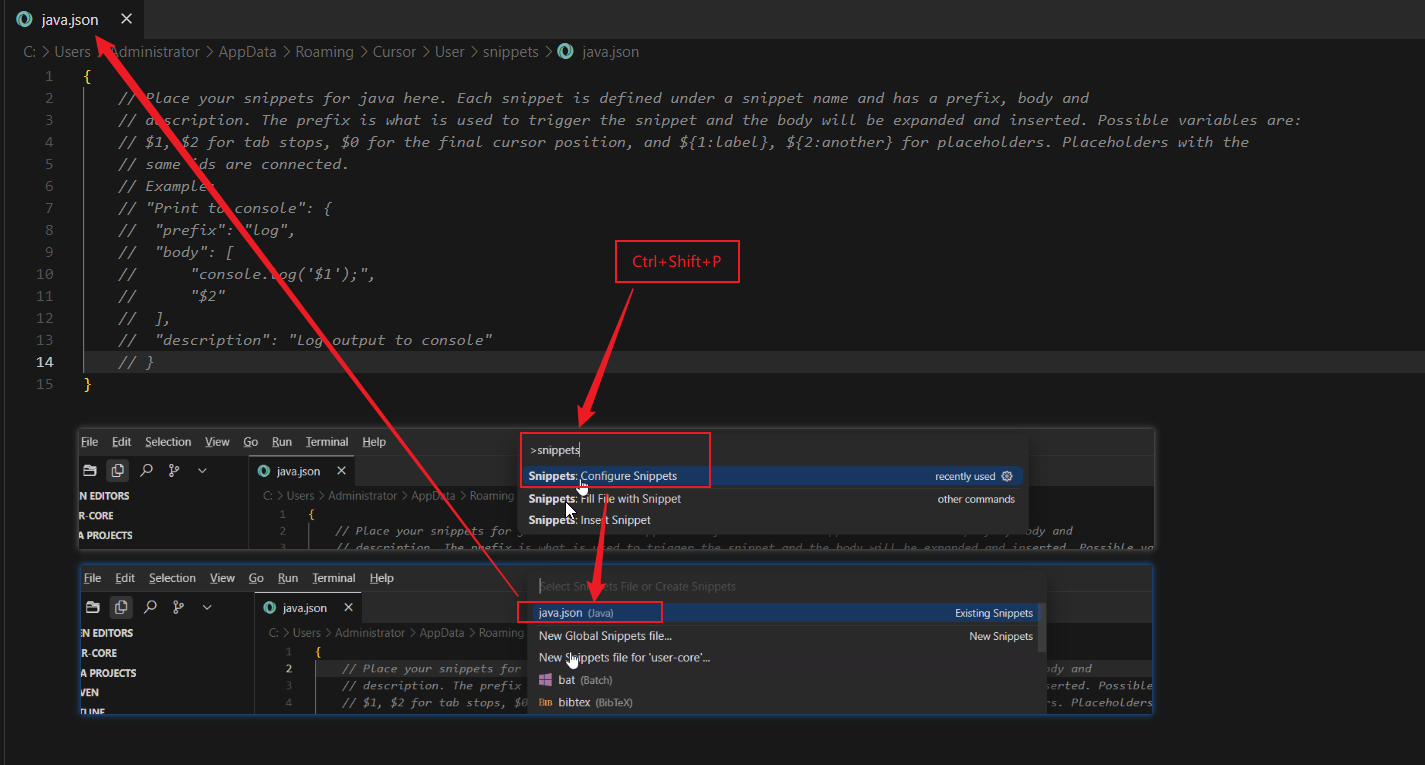 java.json
C: > Users > Administrator > AppData > Roaming > Cursor > User > snippets > java.json
1 {
2 // Place your snippets for java here. Each snippet is defined under a snippet name and has a prefix, body and
3 // description. The prefix is what is used to trigger the snippet and the body will be expanded and inserted. Possible variables are:
4 // $1, $2 for tab stops, $0 for the final cursor position, and ${1:label}, ${2:another} for placeholders. Placeholders with the
5 // same ids are connected.
6 // Example:
7 // "Print to console": {
8 // "prefix": "log",
9 // "body": [
10 // "console.log('$1');",
11 // "$2"
12 // ],
13 // "description": "Log output to console"
14 // }
15 }
Ctrl+Shift+P
File Edit Selection View Go Run Terminal Help
>snippets
java.json
Snippets: Configure Snippets recently used
N EDITORS
C: > Users > Administrator > AppData > Roaming
Snippets: Fill File with Snippet other commands
R-CORE
1 {
Snippets: Insert Snippet
A PROJECTS
2 // Place your snippets for body and
3 // description. The prefix is what is used to trigger the snippet and the body will be expanded and inserted. Possible va
File Edit Selection View Go Run Terminal Help
Select Snippets File or Create Snippets
java.json
java.json (Java) Existing Snippets
EN EDITORS
C: > Users > Administrator > AppData > Roaming
New Global Snippets file... New Snippets
R-CORE
1 {
New Snippets file for 'user-core'...
A PROJECTS
2 // Place your snippets for dy and
bat (Batch)
VEN
3 // description. The prefix serted. Possible
bibtex (BibTeX)
TLINE
4 // $1, $2 for tab stops, $0 rs. Placeholders